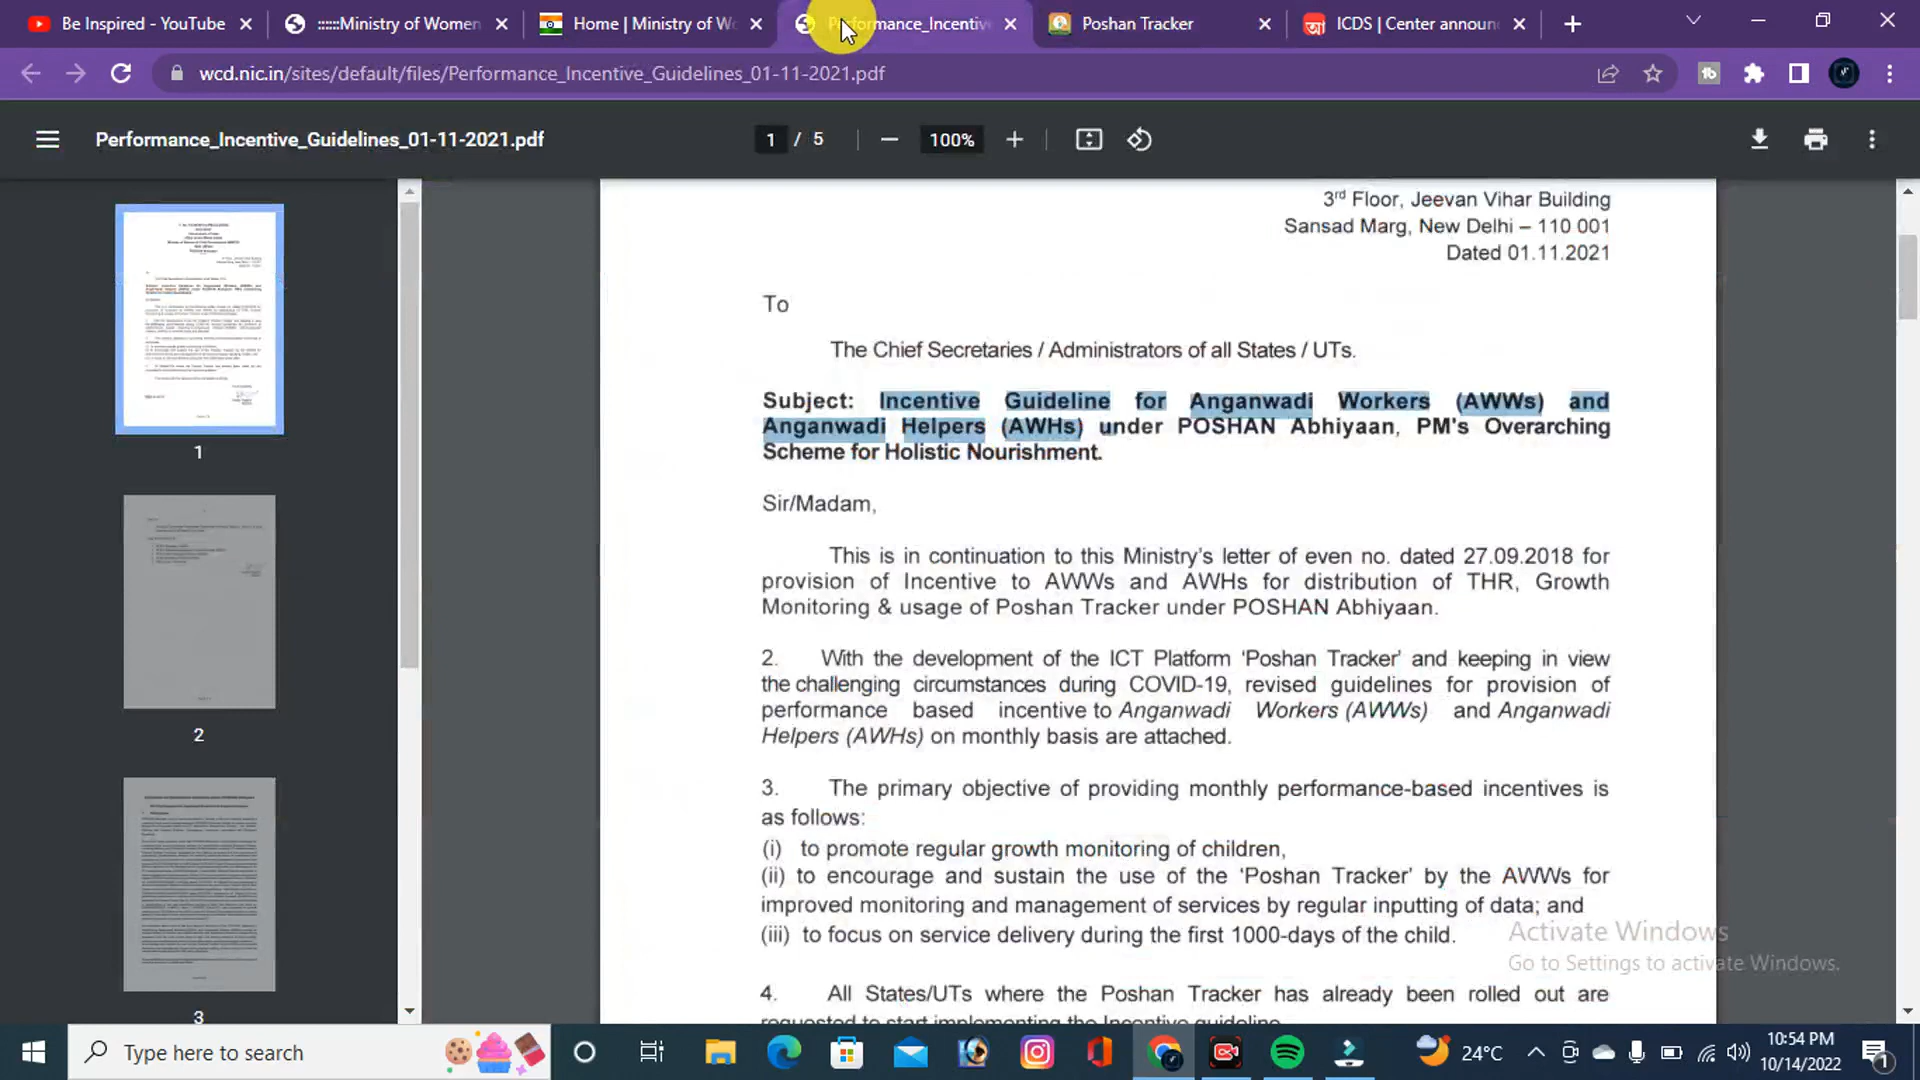 Be Inspired - YouTube
::::::Ministry of Women
Home | Ministry of Wo
Performance_Incentive
Poshan Tracker
ICDS | Center announ
wcd.nic.in/sites/default/files/Performance_Incentive_Guidelines_01-11-2021.pdf
Performance_Incentive_Guidelines_01-11-2021.pdf
1 / 5
100%
3rd Floor, Jeevan Vihar Building
Sansad Marg, New Delhi – 110 001
Dated 01.11.2021
To
The Chief Secretaries / Administrators of all States / UTs.
Subject: Incentive Guideline for Anganwadi Workers (AWWs) and
Anganwadi Helpers (AWHs) under POSHAN Abhiyaan, PM's Overarching
Scheme for Holistic Nourishment.
Sir/Madam,
This is in continuation to this Ministry's letter of even no. dated 27.09.2018 for
provision of Incentive to AWWs and AWHs for distribution of THR, Growth
Monitoring & usage of Poshan Tracker under POSHAN Abhiyaan.
2. With the development of the ICT Platform 'Poshan Tracker' and keeping in view
the challenging circumstances during COVID-19, revised guidelines for provision of
performance based incentive to Anganwadi Workers (AWWs) and Anganwadi
Helpers (AWHs) on monthly basis are attached.
3. The primary objective of providing monthly performance-based incentives is
as follows:
(i) to promote regular growth monitoring of children,
(ii) to encourage and sustain the use of the 'Poshan Tracker' by the AWWs for
improved monitoring and management of services by regular inputting of data; and
(iii) to focus on service delivery during the first 1000-days of the child.
4. All States/UTs where the Poshan Tracker has already been rolled out are
requested to start implementing the Incentive guideline
1
2
3
Activate Windows
Go to Settings to activate Windows.
Type here to search
24°C
10:54 PM
10/14/2022
1